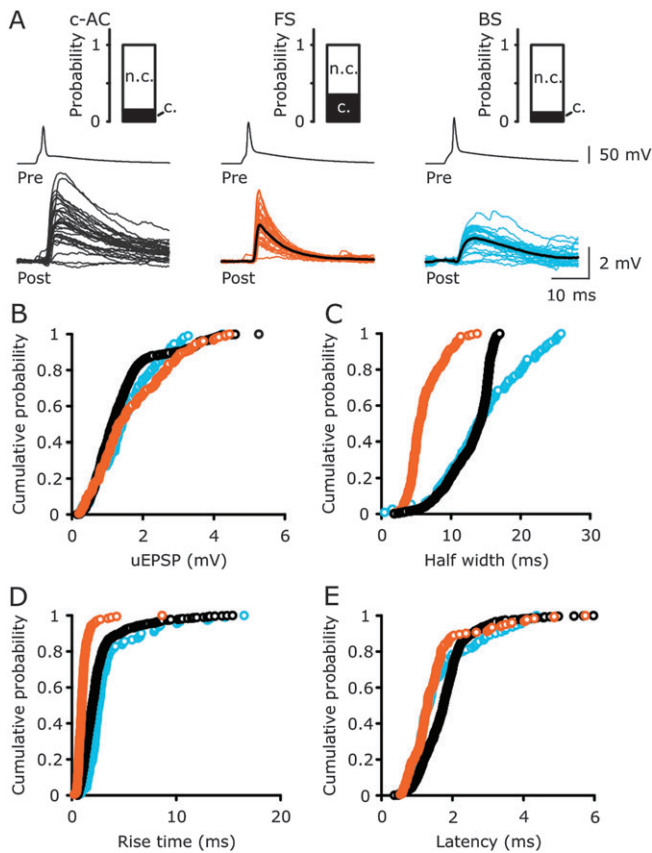 A
c-AC
FS
BS
Probability
1
0
n.c.
c.
Probability
1
0
n.c.
c.
Probability
1
0
n.c.
c.
Pre
Pre
Pre
50 mV
Post
Post
Post
2 mV
10 ms
B
Cumulative probability
1
0.8
0.6
0.4
0.2
0
0 2 4 6
uEPSP (mV)
C
Cumulative probability
1
0.8
0.6
0.4
0.2
0
0 10 20 30
Half width (ms)
D
Cumulative probability
1
0.8
0.6
0.4
0.2
0
0 10 20
Rise time (ms)
E
Cumulative probability
1
0.8
0.6
0.4
0.2
0
0 2 4 6
Latency (ms)